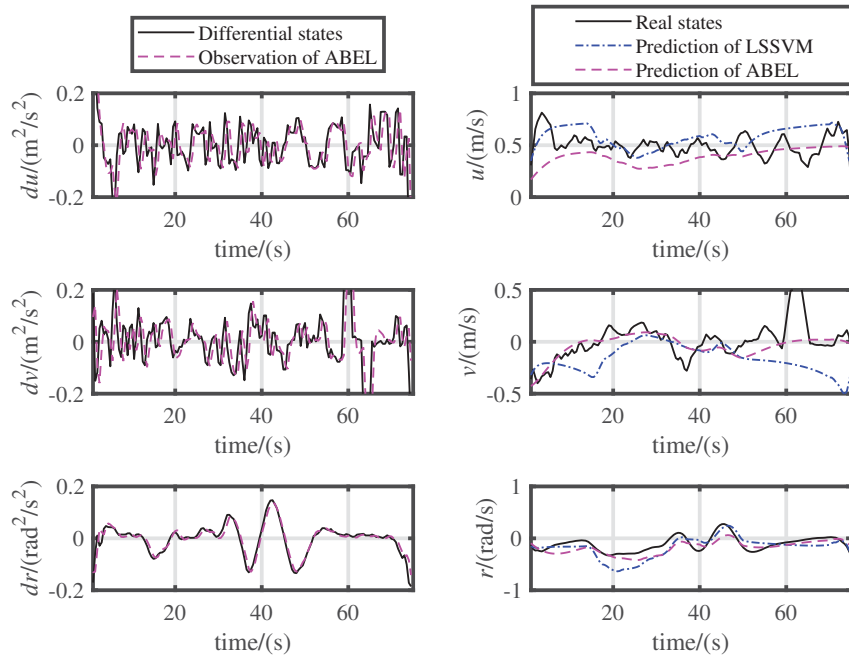 Differential states
Observation of ABEL
Real states
Prediction of LSSVM
Prediction of ABEL
du/(m²/s²)
0.2
0
-0.2
20 40 60
time/(s)
u/(m/s)
1
0.5
0
20 40 60
time/(s)
dv/(m²/s²)
0.2
0
-0.2
20 40 60
time/(s)
v/(m/s)
0.5
0
-0.5
20 40 60
time/(s)
dr/(rad²/s²)
0.2
0
-0.2
20 40 60
time/(s)
r/(rad/s)
1
0
-1
20 40 60
time/(s)